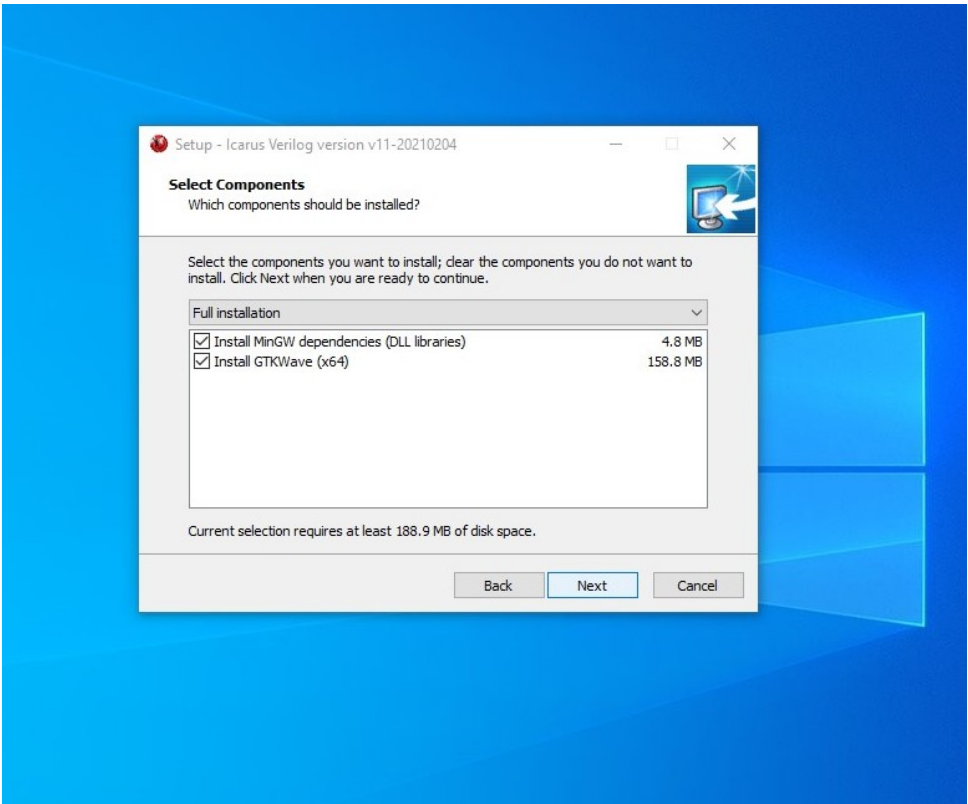 Setup - Icarus Verilog version v11-20210204
Select Components
Which components should be installed?
Select the components you want to install; clear the components you do not want to
install. Click Next when you are ready to continue.
Full installation
Install MinGW dependencies (DLL libraries) 4.8 MB
Install GTKWave (x64) 158.8 MB
Current selection requires at least 188.9 MB of disk space.
Back Next Cancel